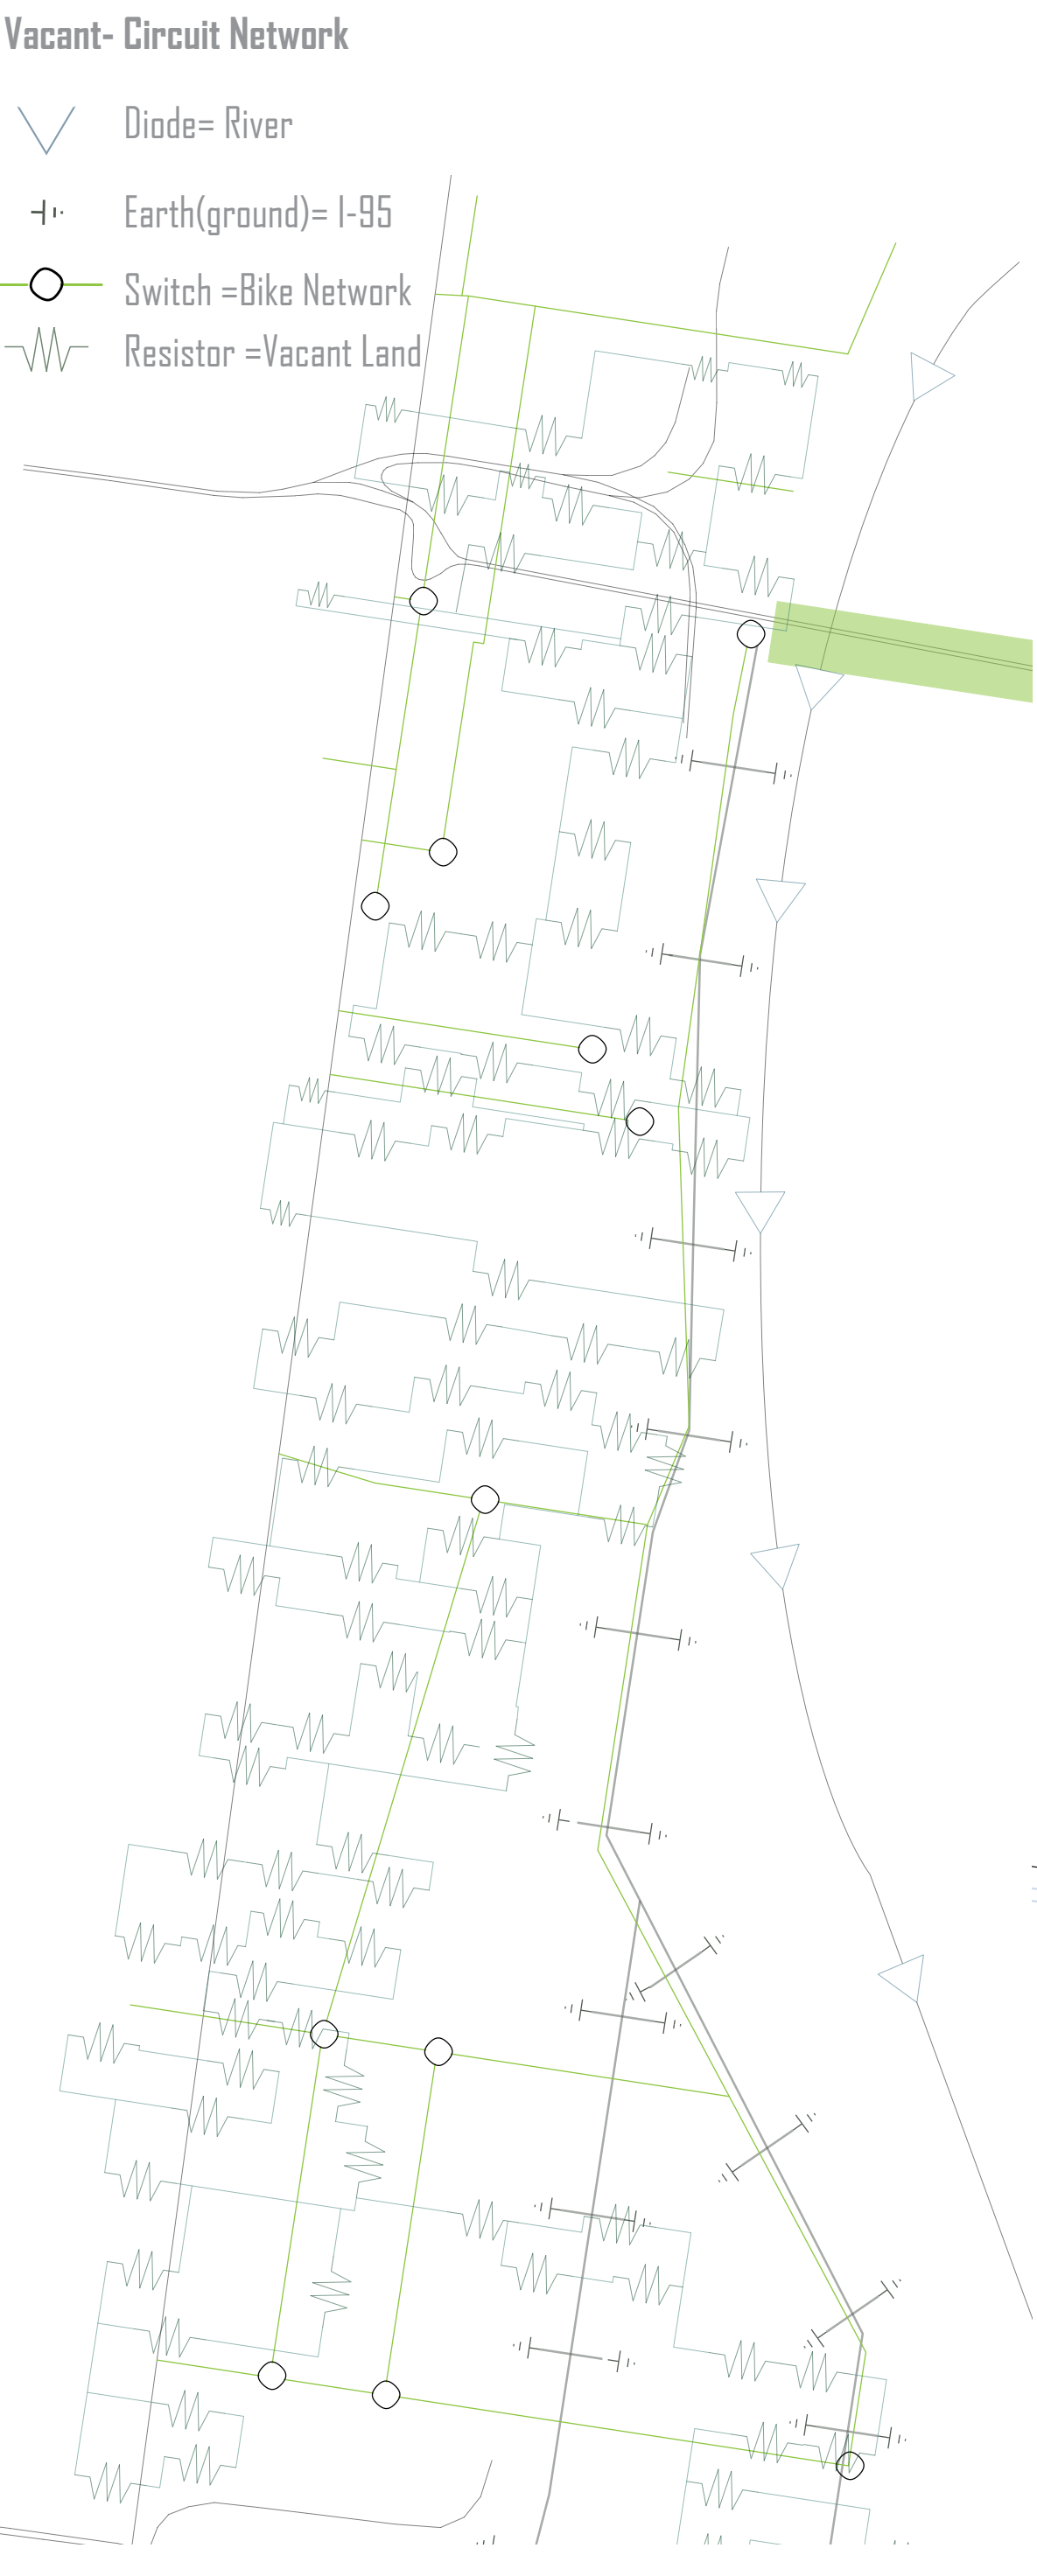 Vacant- Circuit Network
Diode= River
Earth(ground)= I-95
Switch =Bike Network
Resistor =Vacant Land